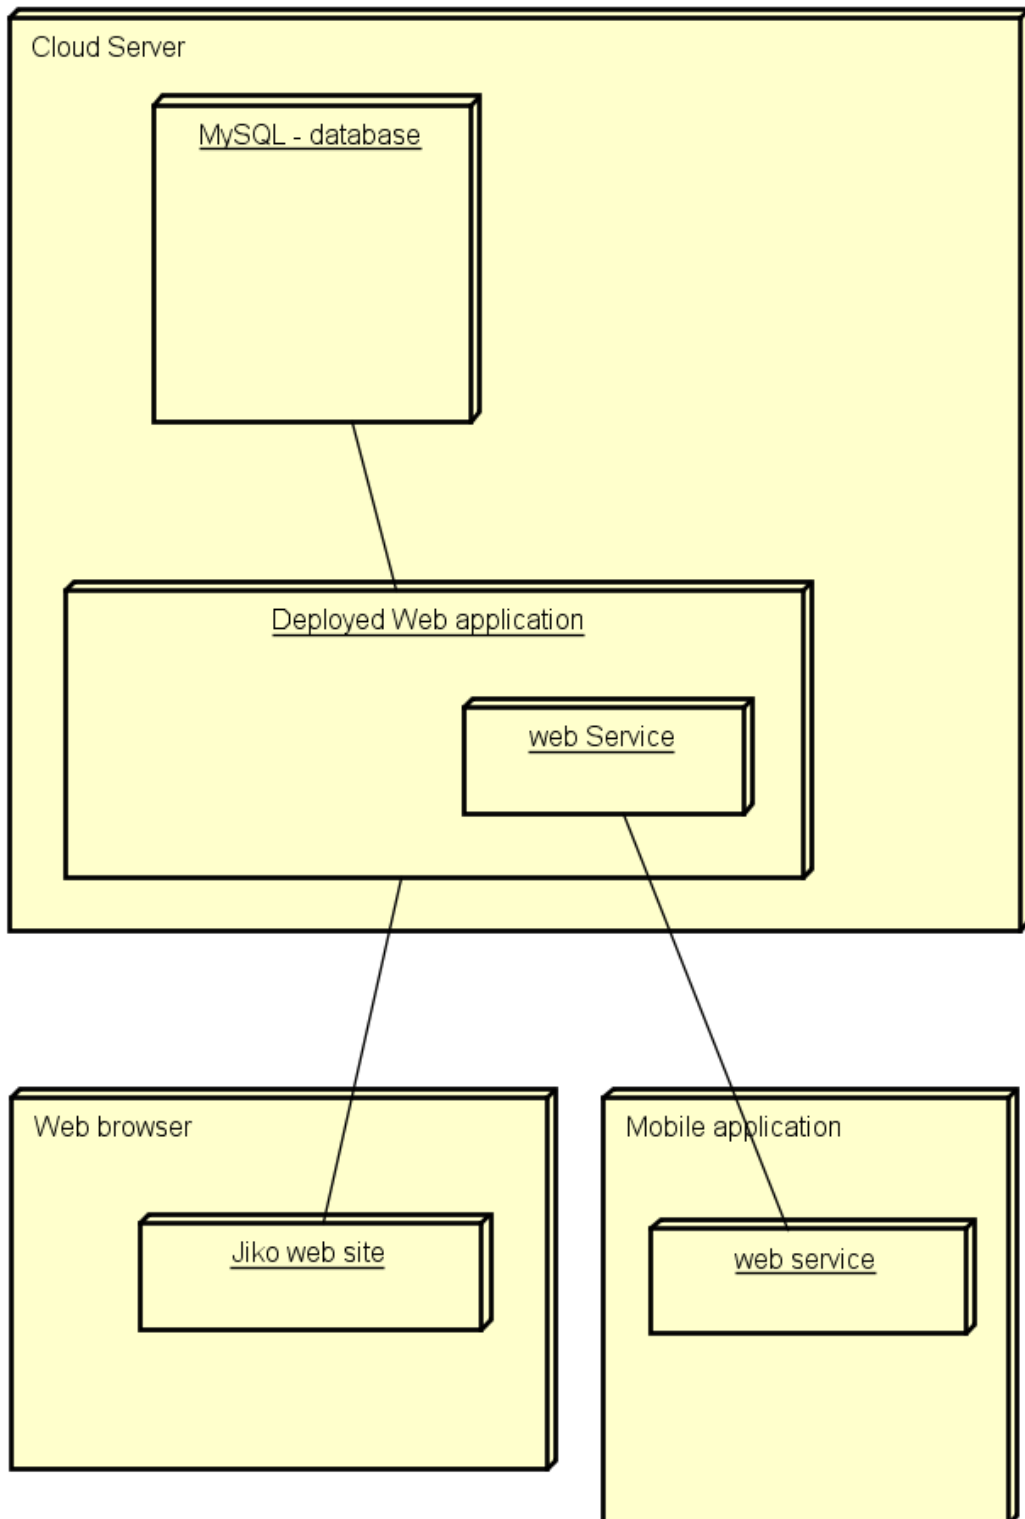 Cloud Server
MySQL - database
Deployed Web application
web Service
Web browser
Mobile application
Jiko web site
web service